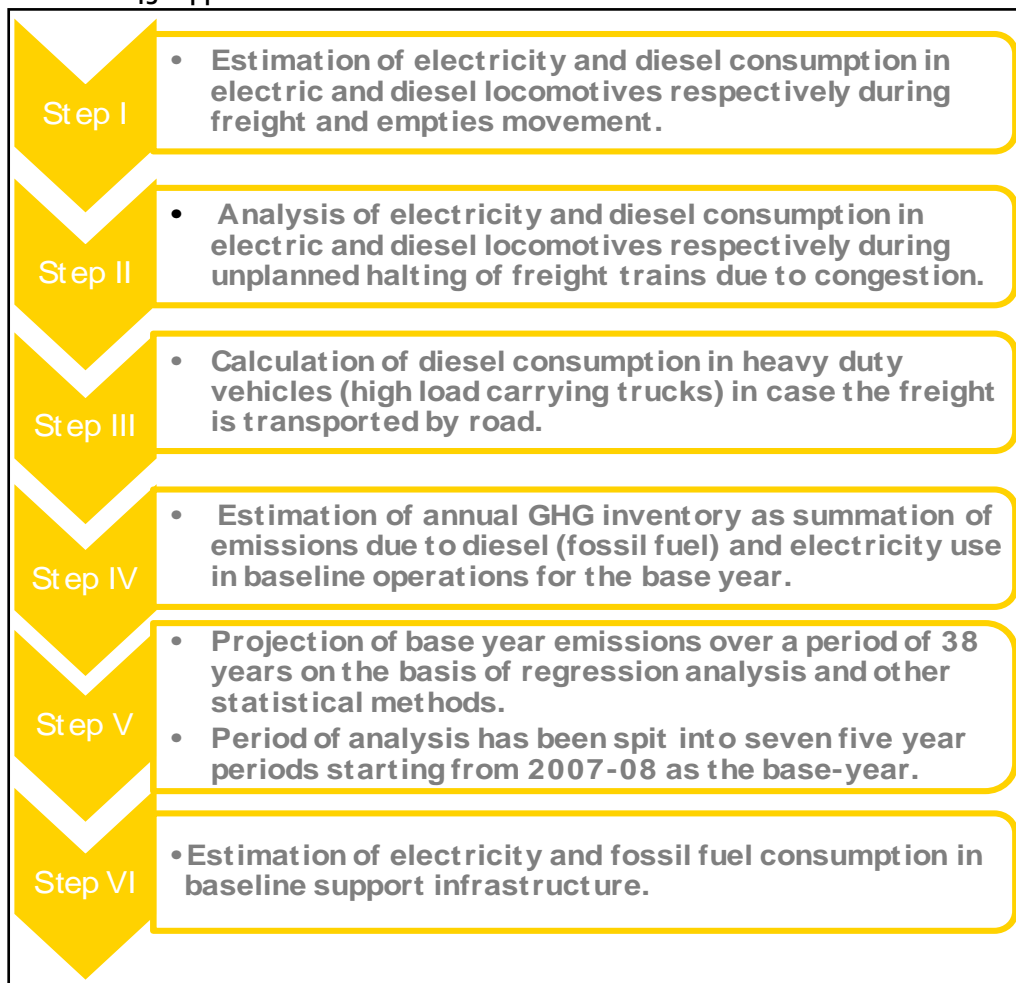 Step I
• Estimation of electricity and diesel consumption in
electric and diesel locomotives respectively during
freight and empties movement.
Step II
• Analysis of electricity and diesel consumption in
electric and diesel locomotives respectively during
unplanned halting of freight trains due to congestion.
Step III
• Calculation of diesel consumption in heavy duty
vehicles (high load carrying trucks) in case the freight
is transported by road.
Step IV
• Estimation of annual GHG inventory as summation of
emissions due to diesel (fossil fuel) and electricity use
in baseline operations for the base year.
Step V
• Projection of base year emissions over a period of 38
years on the basis of regression analysis and other
statistical methods.
• Period of analysis has been spit into seven five year
periods starting from 2007-08 as the base-year.
Step VI
• Estimation of electricity and fossil fuel consumption in
baseline support infrastructure.